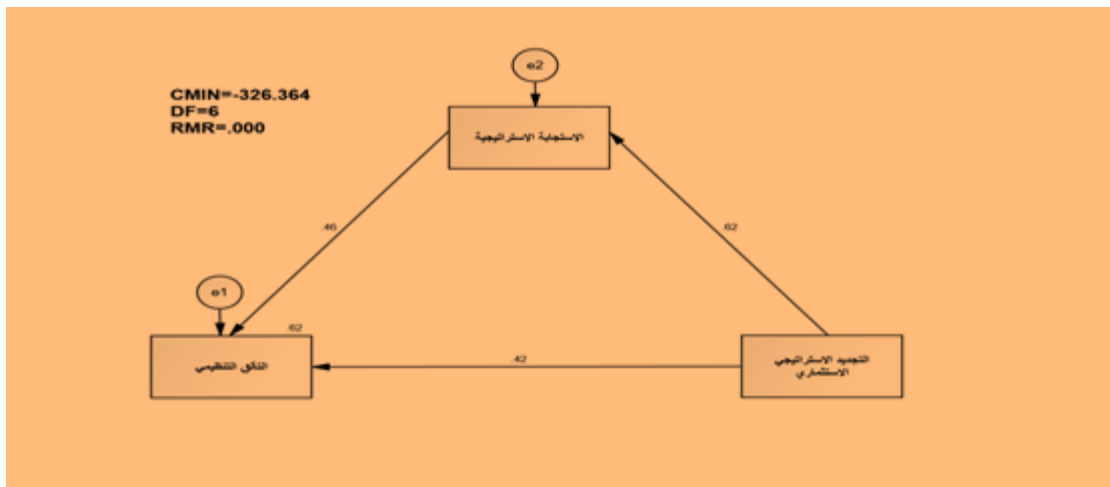 CMIN=-326.364
DF=6
RMR=.000
e2
الاستجابة الاستراتيجية
.46
.62
e1
.62
التألق التنظيمي
.42
التجديد الاستراتيجي
الاستثماري